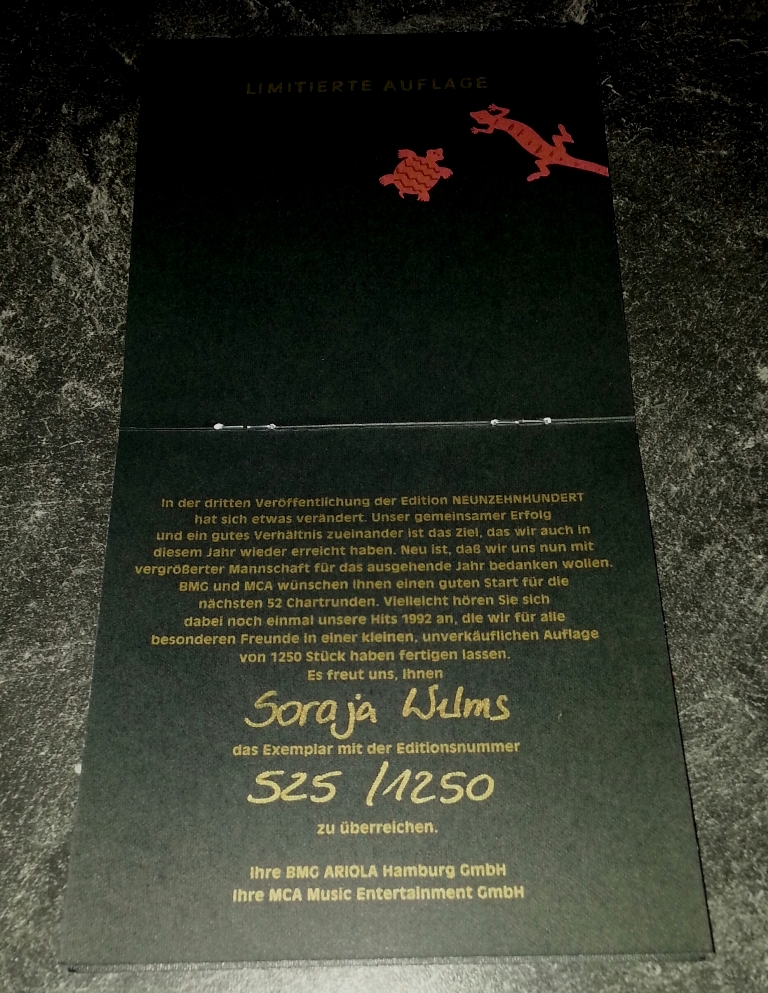 LIMITIERTE AUFLAGE
In der dritten Veröffentlichung der Edition NEUNZEHNHUNDERT
hat sich etwas verändert. Unser gemeinsamer Erfolg
und ein gutes Verhältnis zueinander ist das Ziel, das wir auch in
diesem Jahr wieder erreicht haben. Neu ist, daß wir uns nun mit
vergrößerter Mannschaft für das ausgehende Jahr bedanken wollen.
BMG und MCA wünschen Ihnen einen guten Start für die
nächsten 52 Chartrunden. Vielleicht hören Sie sich
dabei noch einmal unsere Hits 1992 an, die wir für alle
besonderen Freunde in einer kleinen, unverkäuflichen Auflage
von 1250 Stück haben fertigen lassen.
Es freut uns, Ihnen
Soraja Wilms
das Exemplar mit der Editionsnummer
525 /1250
zu überreichen.
Ihre BMG ARIOLA Hamburg GmbH
Ihre MCA Music Entertainment GmbH